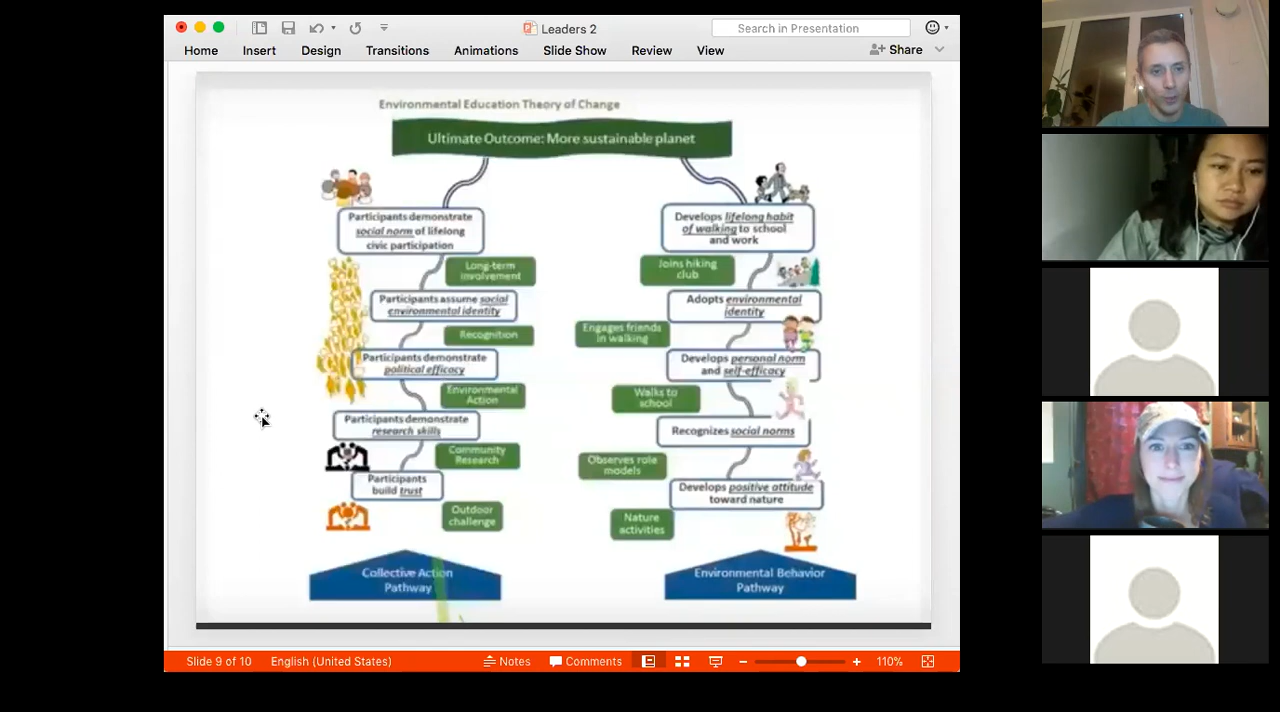 Leaders 2
Search in Presentation
Home
Insert
Design
Transitions
Animations
Slide Show
Review
View
Share
Environmental Education Theory of Change
Ultimate Outcome: More sustainable planet
Participants demonstrate
social norm of lifelong
civic participation
Long-term
involvement
Participants assume social
environmental identity
Recognition
Participants demonstrate
political efficacy
Environmental
Action
Participants demonstrate
research skills
Community
Research
Participants
build trust
Outdoor
challenge
Collective Action
Pathway
Develops lifelong habit
of walking to school
and work
Joins hiking
club
Adopts environmental
identity
Engages friends
in walking
Develops personal norm
and self-efficacy
Walks to
school
Recognizes social norms
Observes role
models
Develops positive attitude
toward nature
Nature
activities
Environmental Behavior
Pathway
Slide 9 of 10
English (United States)
Notes
Comments
110%